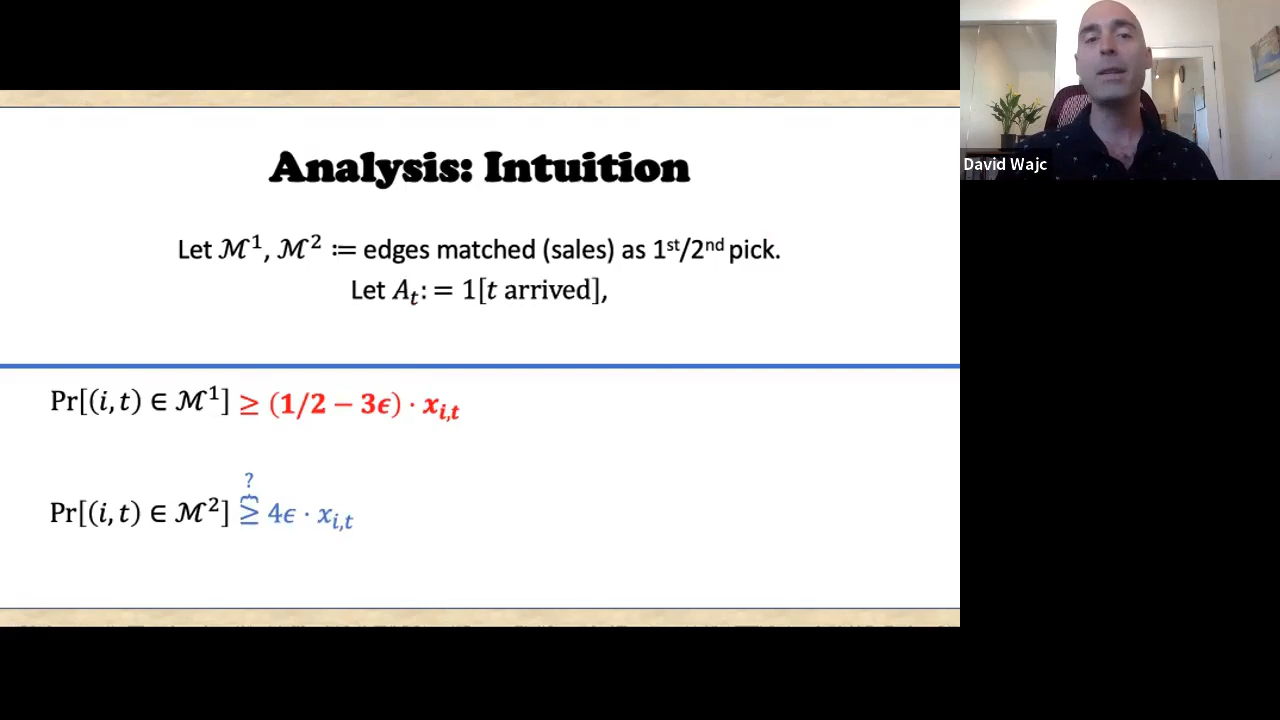 Analysis: Intuition
Let ℳ¹, ℳ² ≔ edges matched (sales) as 1ˢᵗ/2ⁿᵈ pick.
Let Aₜ: = 1[t arrived],
Pr[(i, t) ∈ ℳ¹] ≥ (1/2 − 3ϵ) · x_{i,t}
?
Pr[(i, t) ∈ ℳ²] ≥ 4ϵ · x_{i,t}
David Wajc